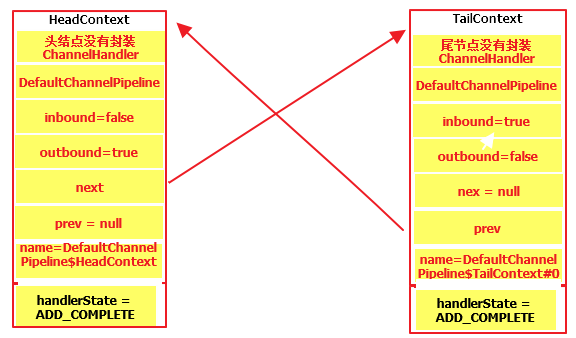 HeadContext
头结点没有封装
ChannelHandler
DefaultChannelPipeline
inbound=false
outbound=true
next
prev = null
name=DefaultChannel
Pipeline$HeadContext
handlerState =
ADD_COMPLETE
TailContext
尾节点没有封装
ChannelHandler
DefaultChannelPipeline
inbound=true
outbound=false
nex = null
prev
name=DefaultChannel
Pipeline$TailContext#0
handlerState =
ADD_COMPLETE